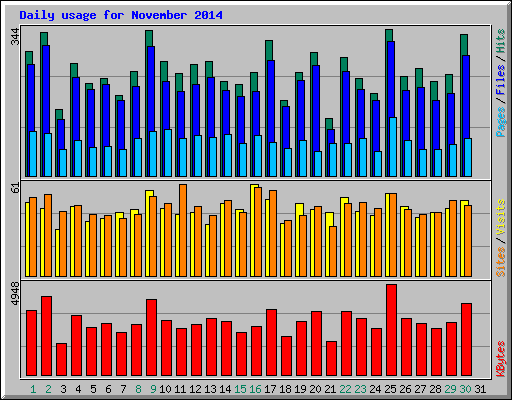 Daily usage for November 2014
344
Pages / Files / Hits
61
Sites / Visits
4948
KBytes
1 2 3 4 5 6 7 8 9 10 11 12 13 14 15 16 17 18 19 20 21 22 23 24 25 26 27 28 29 30 31